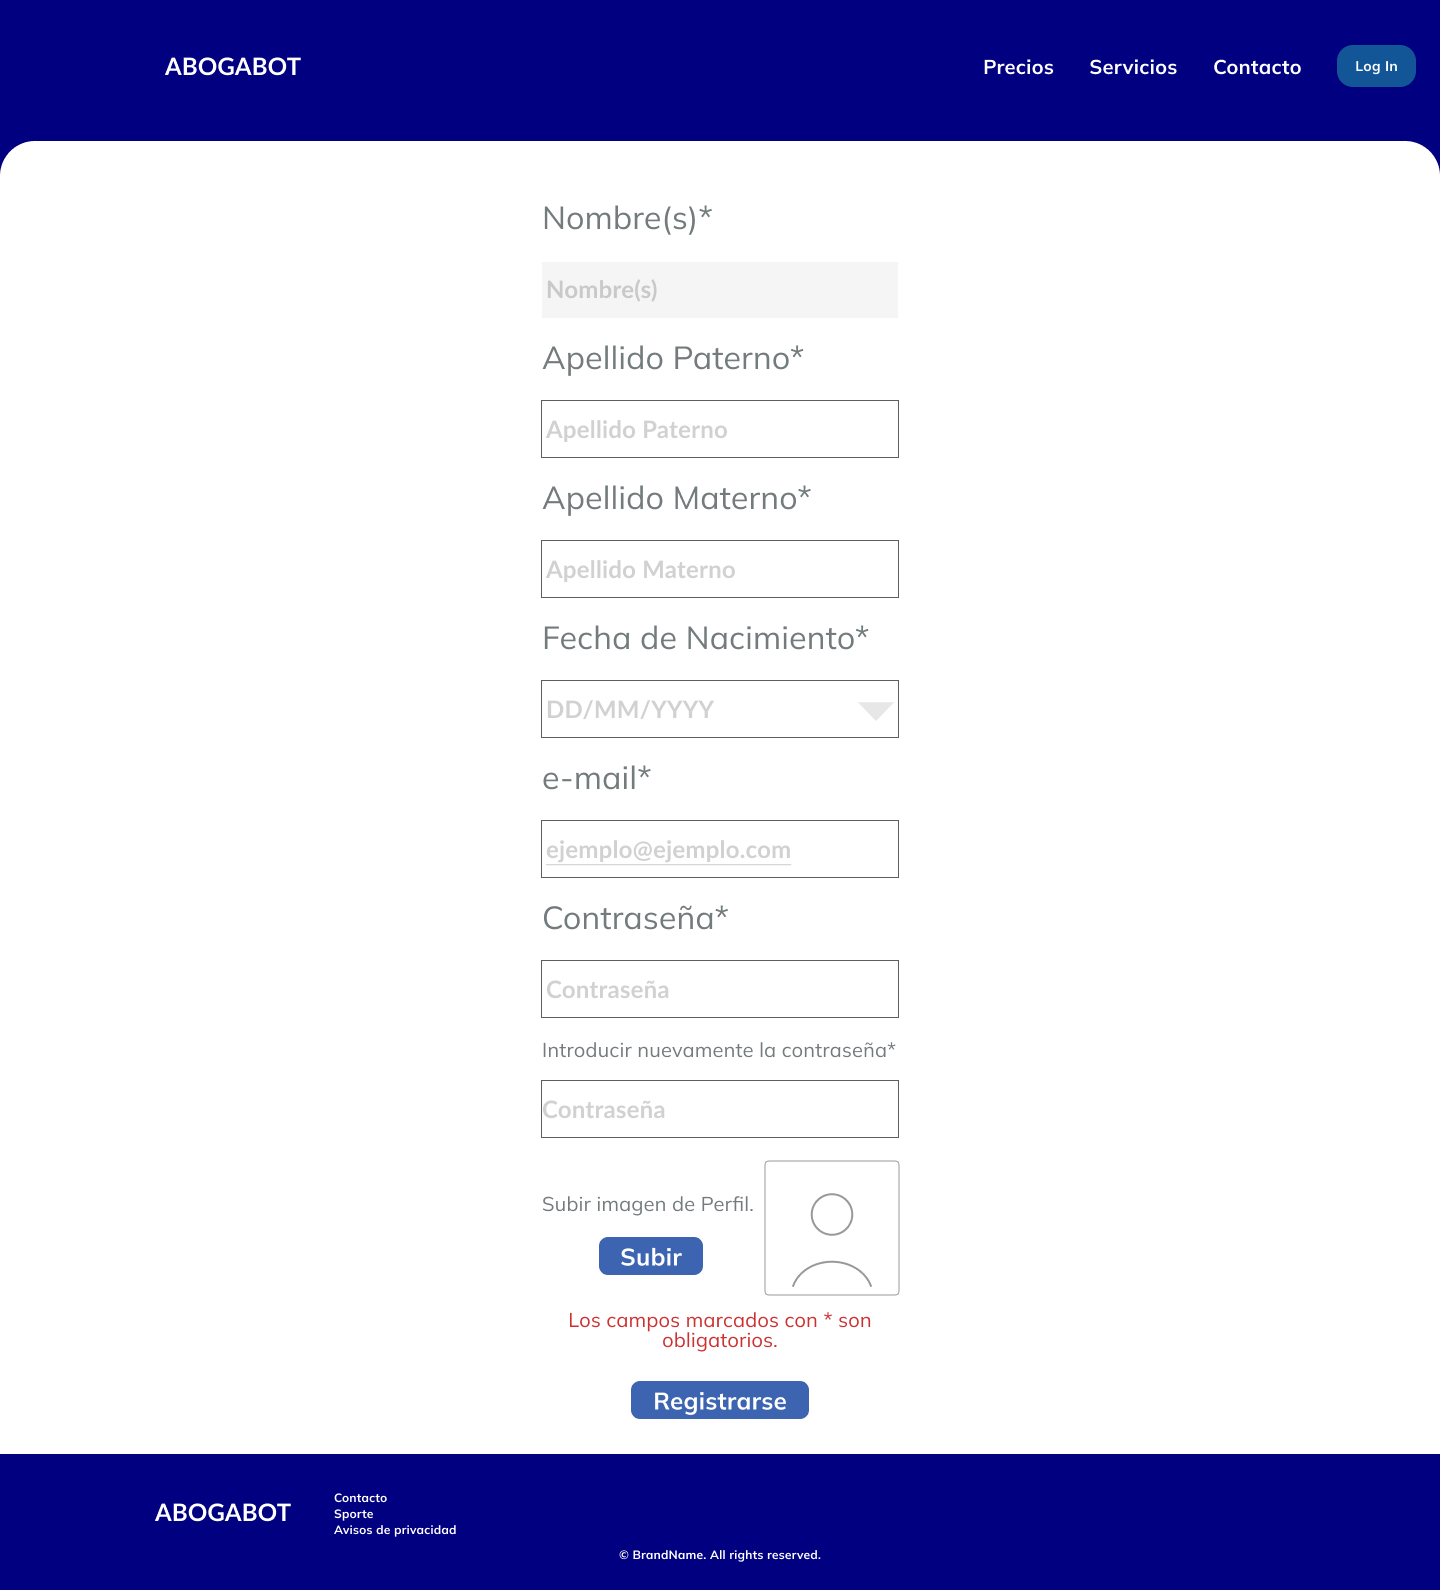 ABOGABOT
Precios
Servicios
Contacto
Log In
Nombre(s)*
Nombre(s)
Apellido Paterno*
Apellido Paterno
Apellido Materno*
Apellido Materno
Fecha de Nacimiento*
DD/MM/YYYY
e-mail*
ejemplo@ejemplo.com
Contraseña*
Contraseña
Introducir nuevamente la contraseña*
Contraseña
Subir imagen de Perfil.
Subir
Los campos marcados con * son
obligatorios.
Registrarse
ABOGABOT
Contacto
Sporte
Avisos de privacidad
© BrandName. All rights reserved.